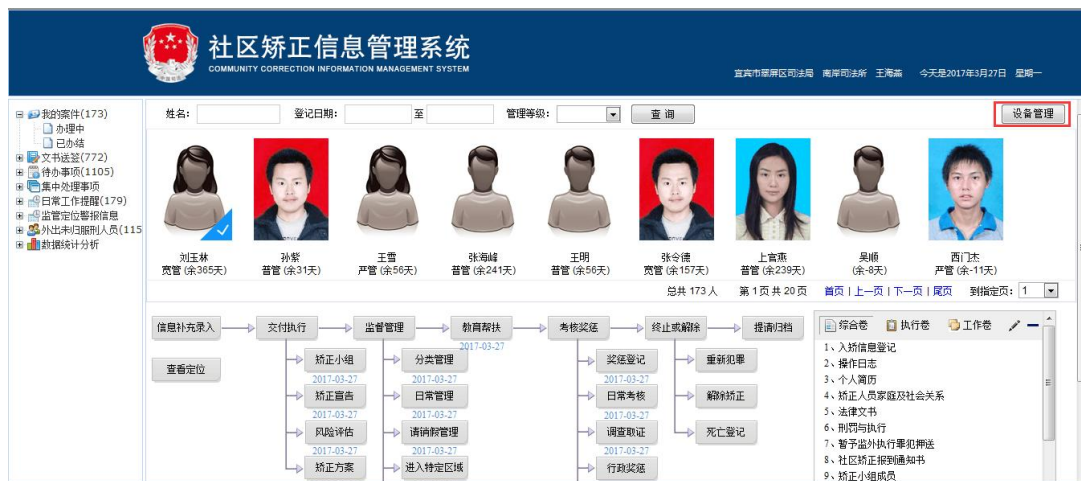 社区矫正信息管理系统
COMMUNITY CORRECTION INFORMATION MANAGEMENT SYSTEM
宜宾市翠屏区司法局 南岸司法所 王海燕 今天是2017年3月27日 星期一
我的案件(173)
办理中
已办结
文书送签(772)
待办事项(1105)
集中处理事项
日常工作提醒(179)
监管定位警报信息
外出未归服刑人员(115
数据统计分析
姓名: 登记日期: 至 管理等级: 查询 设备管理
刘玉林 孙紫 王雪 张海峰 王明 张令德 上官燕 吴顺 西门杰
宽管(余365天) 普管(余31天) 严管(余56天) 普管(余241天) 普管(余56天) 宽管(余157天) 普管(余239天) (余-8天) 严管(余-11天)
总共 173 人 第 1 页 共 20 页 首页 | 上一页 | 下一页 | 尾页 到指定页: 1
信息补充录入 交付执行 监督管理 教育帮扶 考核奖惩 终止或解除 提请归档
2017-03-27
查看定位 矫正小组 分类管理 奖惩登记 重新犯罪
2017-03-27 2017-03-27 2017-03-27
矫正宣告 日常管理 日常考核 解除矫正
2017-03-27 2017-03-27 2017-03-27
风险评估 请销假管理 调查取证 死亡登记
2017-03-27 2017-03-27 2017-03-27
矫正方案 进入特定区域 行政奖惩
综合卷 执行卷 工作卷
1、入矫信息登记
2、操作日志
3、个人简历
4、矫正人员家庭及社会关系
5、法律文书
6、刑罚与执行
7、暂予监外执行罪犯押送
8、社区矫正报到通知书
9、矫正小组成员